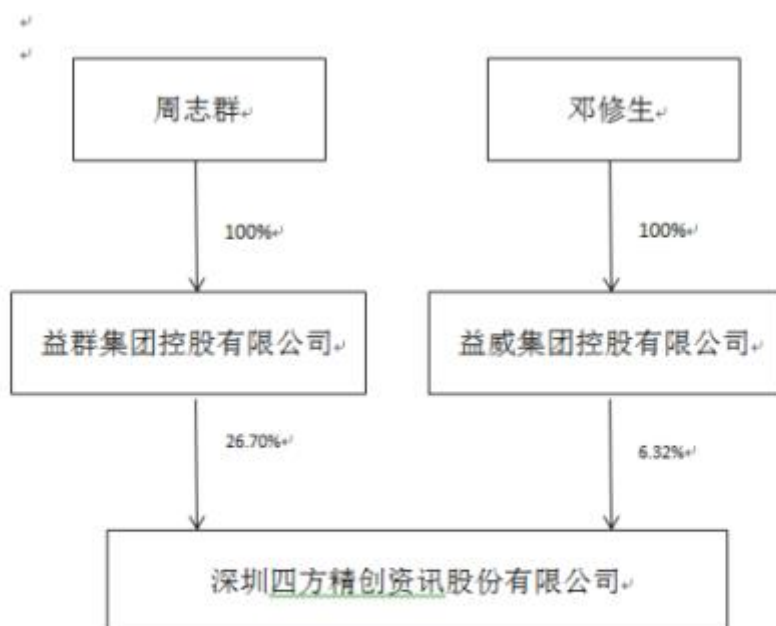 周志群
邓修生
100%
100%
益群集团控股有限公司
益威集团控股有限公司
26.70%
6.32%
深圳四方精创资讯股份有限公司